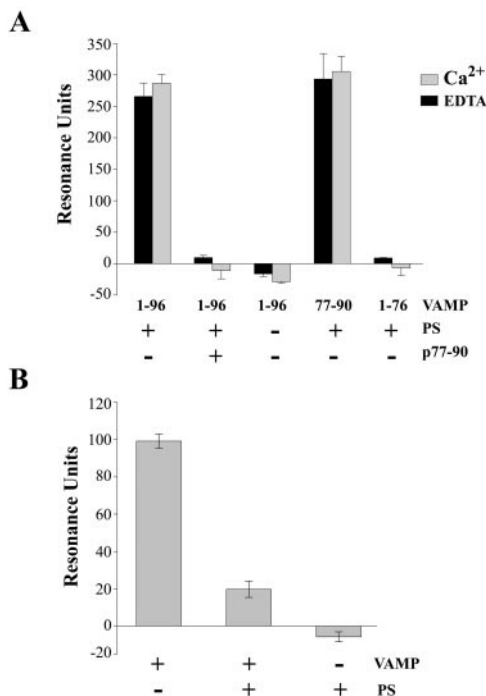 A
Resonance Units
350
300
250
200
150
100
50
0
-50
Ca2+
EDTA
1-96 1-96 1-96 77-90 1-76 VAMP
+ + - + + PS
- + - - - p77-90
B
Resonance Units
120
100
80
60
40
20
0
-20
+ + - VAMP
- + + PS